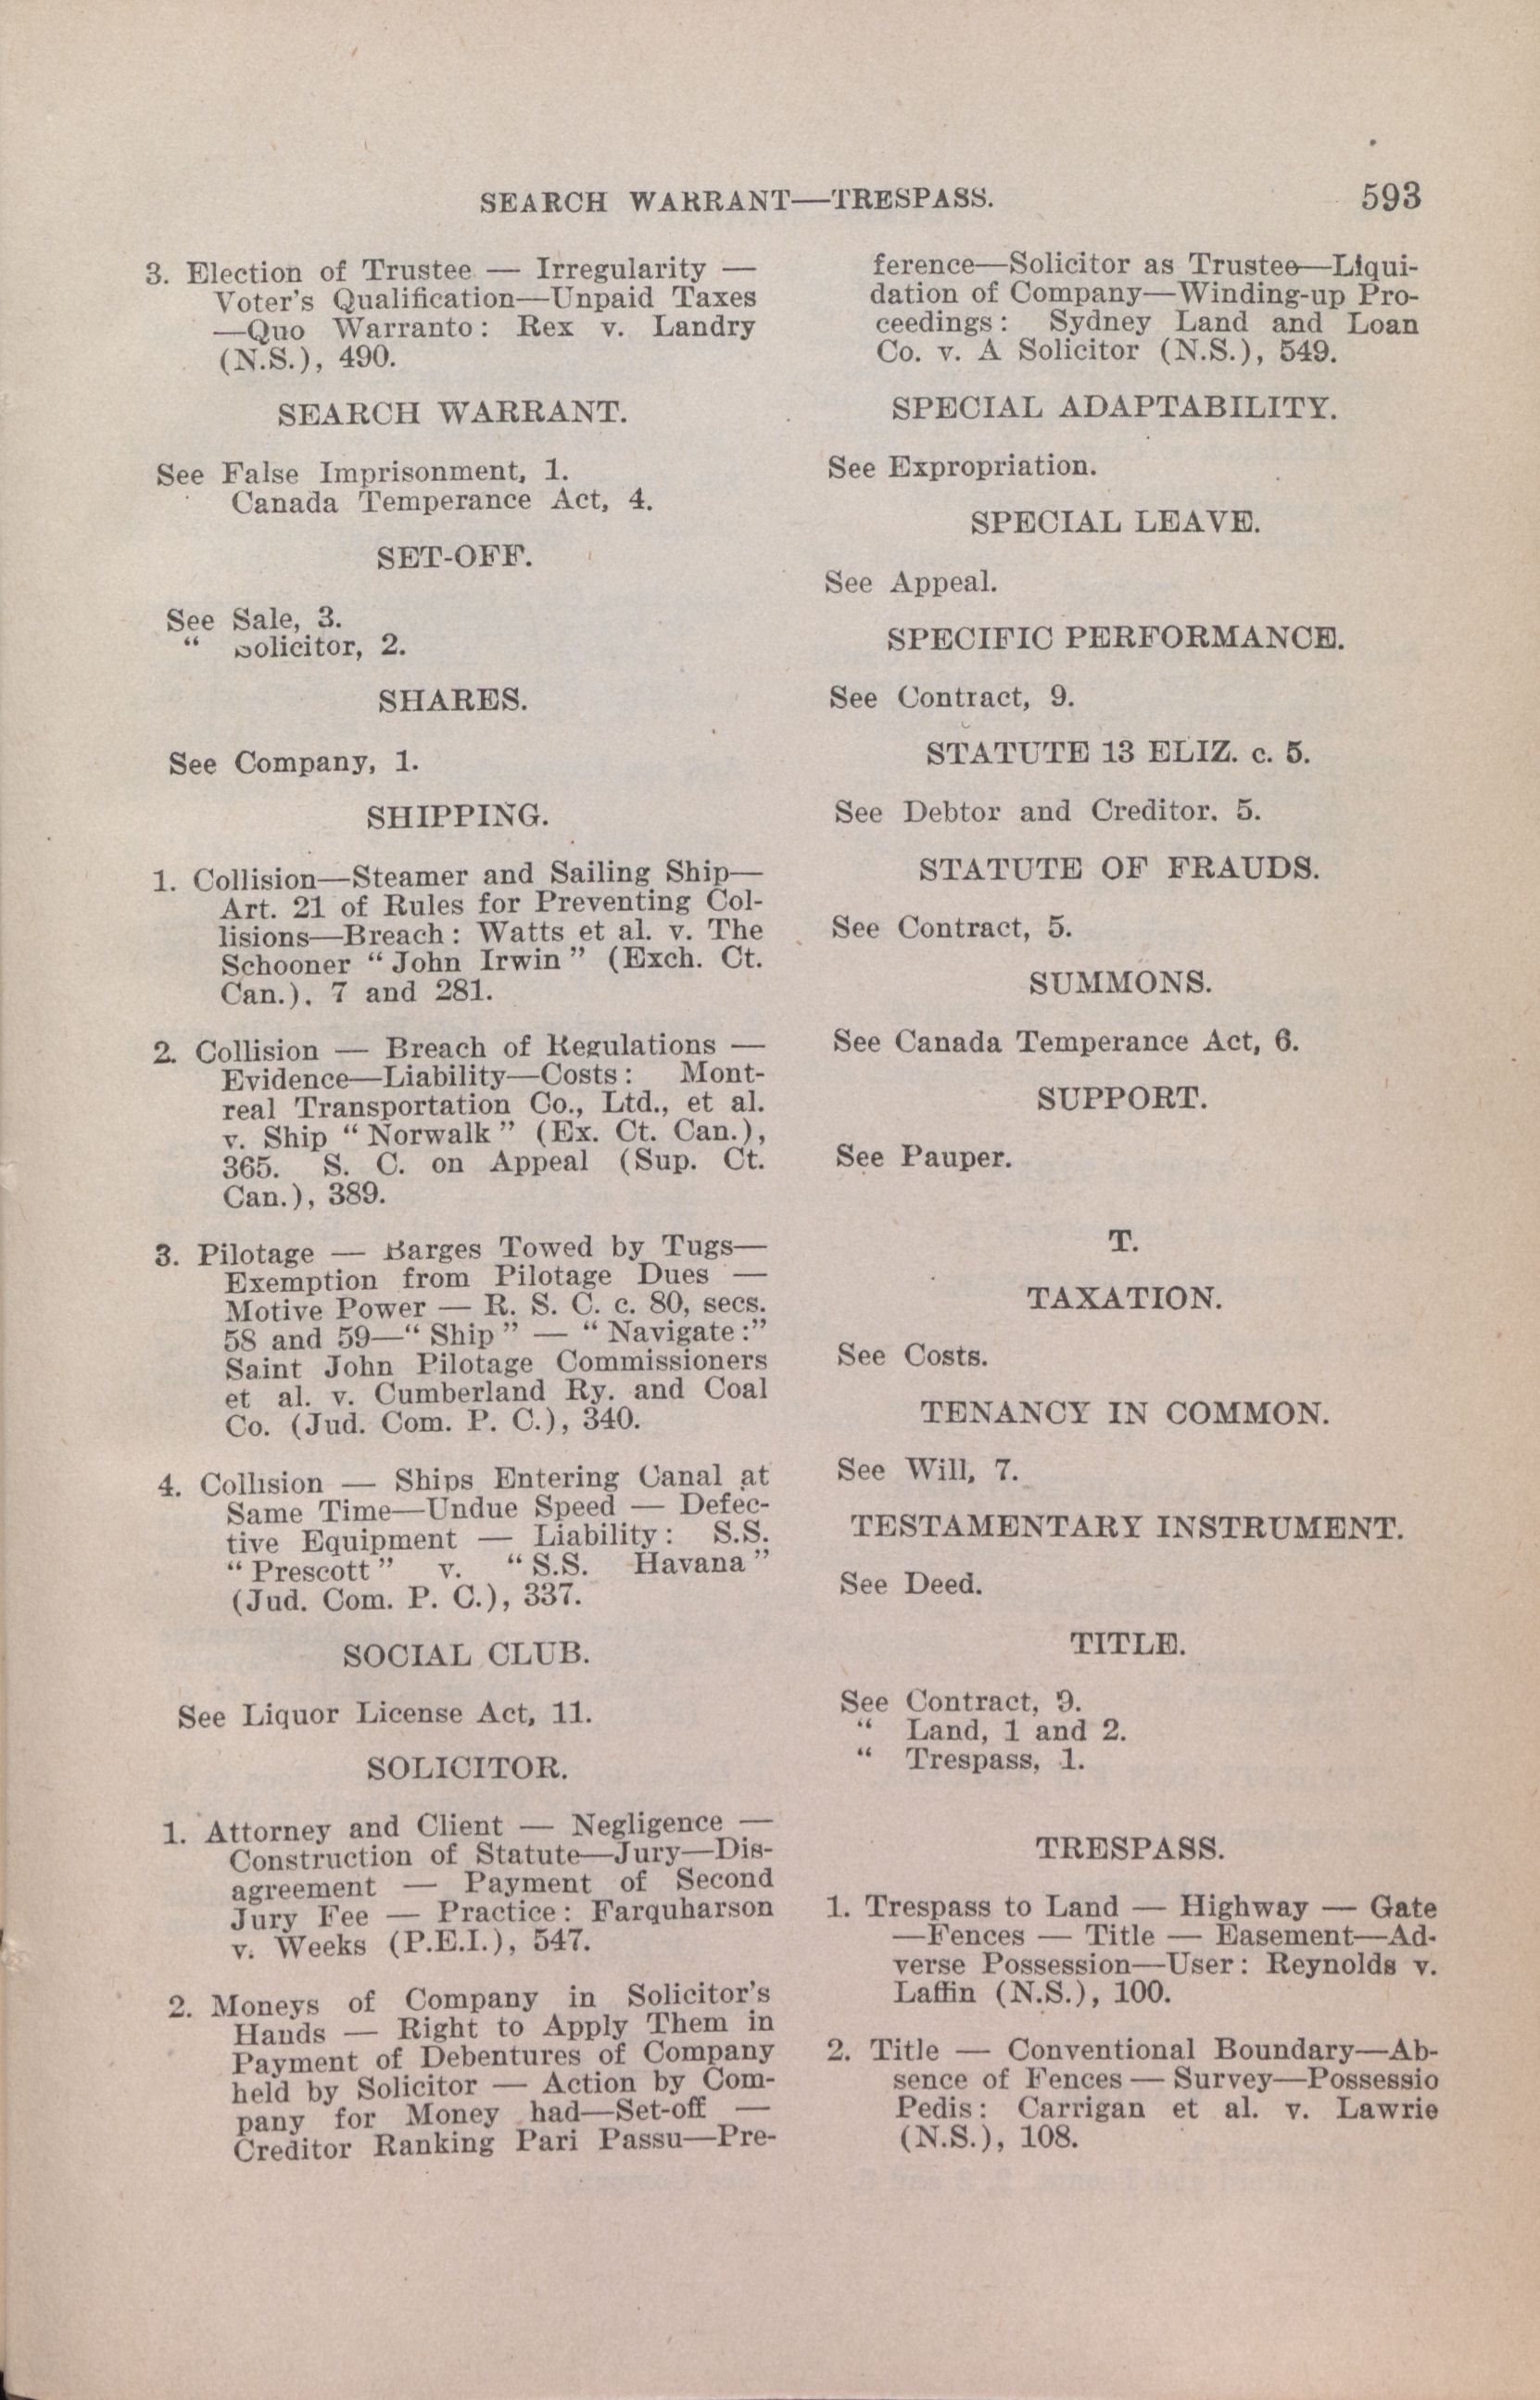 SEARCH WARRANT—TRESPASS.
593
3. Election of Trustee — Irregularity —
Voter's Qualification—Unpaid Taxes
—Quo Warranto: Rex v. Landry
(N.S.), 490.
SEARCH WARRANT.
See False Imprisonment, 1.
Canada Temperance Act, 4.
SET-OFF.
See Sale, 3.
“ Solicitor, 2.
SHARES.
See Company, 1.
SHIPPING.
1. Collision—Steamer and Sailing Ship—
Art. 21 of Rules for Preventing Col-
lisions—Breach: Watts et al. v. The
Schooner “John Irwin” (Exch. Ct.
Can.), 7 and 281.
2. Collision — Breach of Regulations —
Evidence—Liability—Costs: Mont-
real Transportation Co., Ltd., et al.
v. Ship “Norwalk” (Ex. Ct. Can.),
365. S. C. on Appeal (Sup. Ct.
Can.), 389.
3. Pilotage — Barges Towed by Tugs—
Exemption from Pilotage Dues —
Motive Power — R. S. C. c. 80, secs.
58 and 59—“Ship” — “Navigate:”
Saint John Pilotage Commissioners
et al. v. Cumberland Ry. and Coal
Co. (Jud. Com. P. C.), 340.
4. Collision — Ships Entering Canal at
Same Time—Undue Speed — Defec-
tive Equipment — Liability: S.S.
“Prescott” v. “S.S. Havana”
(Jud. Com. P. C.), 337.
SOCIAL CLUB.
See Liquor License Act, 11.
SOLICITOR.
1. Attorney and Client — Negligence —
Construction of Statute—Jury—Dis-
agreement — Payment of Second
Jury Fee — Practice: Farquharson
v. Weeks (P.E.I.), 547.
2. Moneys of Company in Solicitor's
Hands — Right to Apply Them in
Payment of Debentures of Company
held by Solicitor — Action by Com-
pany for Money had—Set-off —
Creditor Ranking Pari Passu—Pre-
ference—Solicitor as Trustee—Liqui-
dation of Company—Winding-up Pro-
ceedings: Sydney Land and Loan
Co. v. A Solicitor (N.S.), 549.
SPECIAL ADAPTABILITY.
See Expropriation.
SPECIAL LEAVE.
See Appeal.
SPECIFIC PERFORMANCE.
See Contract, 9.
STATUTE 13 ELIZ. c. 5.
See Debtor and Creditor. 5.
STATUTE OF FRAUDS.
See Contract, 5.
SUMMONS.
See Canada Temperance Act, 6.
SUPPORT.
See Pauper.
T.
TAXATION.
See Costs.
TENANCY IN COMMON.
See Will, 7.
TESTAMENTARY INSTRUMENT.
See Deed.
TITLE.
See Contract, 9.
“ Land, 1 and 2.
“ Trespass, 1.
TRESPASS.
1. Trespass to Land — Highway — Gate
—Fences — Title — Easement—Ad-
verse Possession—User: Reynolds v.
Laffin (N.S.), 100.
2. Title — Conventional Boundary—Ab-
sence of Fences — Survey—Possessio
Pedis: Carrigan et al. v. Lawrie
(N.S.), 108.